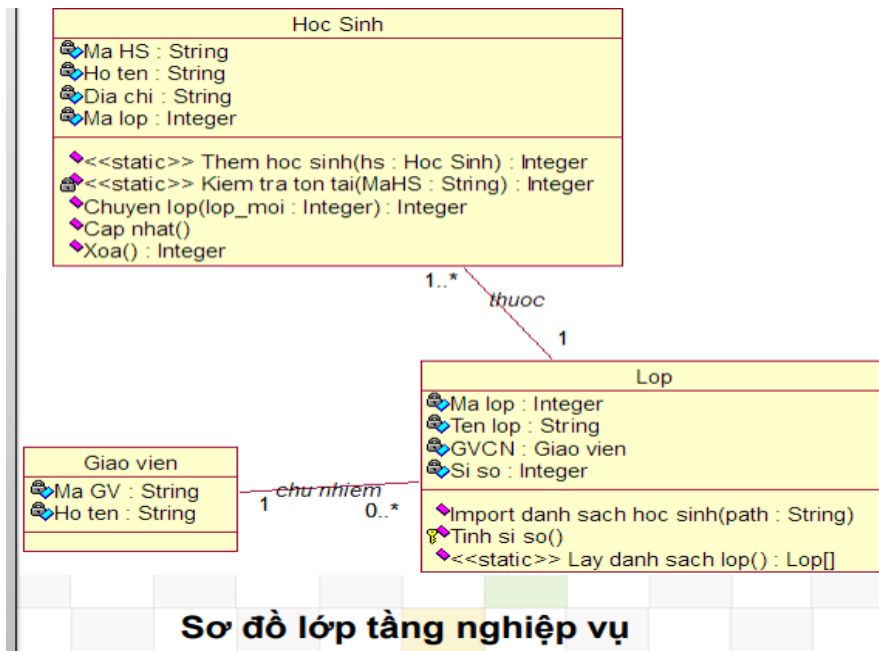 Hoc Sinh
Ma HS : String
Ho ten : String
Dia chi : String
Ma lop : Integer
<<static>> Them hoc sinh(hs : Hoc Sinh) : Integer
<<static>> Kiem tra ton tai(MaHS : String) : Integer
Chuyen lop(lop_moi : Integer) : Integer
Cap nhat()
Xoa() : Integer
1..*
thuoc
1
Lop
Ma lop : Integer
Ten lop : String
GVCN : Giao vien
Si so : Integer
Import danh sach hoc sinh(path : String)
Tinh si so()
<<static>> Lay danh sach lop() : Lop[]
Giao vien
Ma GV : String
Ho ten : String
1
chu nhiem
0..*
Sơ đồ lớp tầng nghiệp vụ